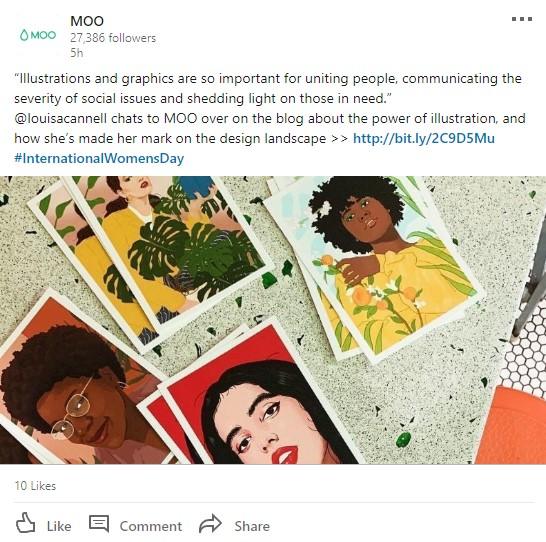 MOO
MOO
27,386 followers
5h
“Illustrations and graphics are so important for uniting people, communicating the
severity of social issues and shedding light on those in need.”
@louisacannell chats to MOO over on the blog about the power of illustration, and
how she’s made her mark on the design landscape >> http://bit.ly/2C9D5Mu
#InternationalWomensDay
10 Likes
Like Comment Share